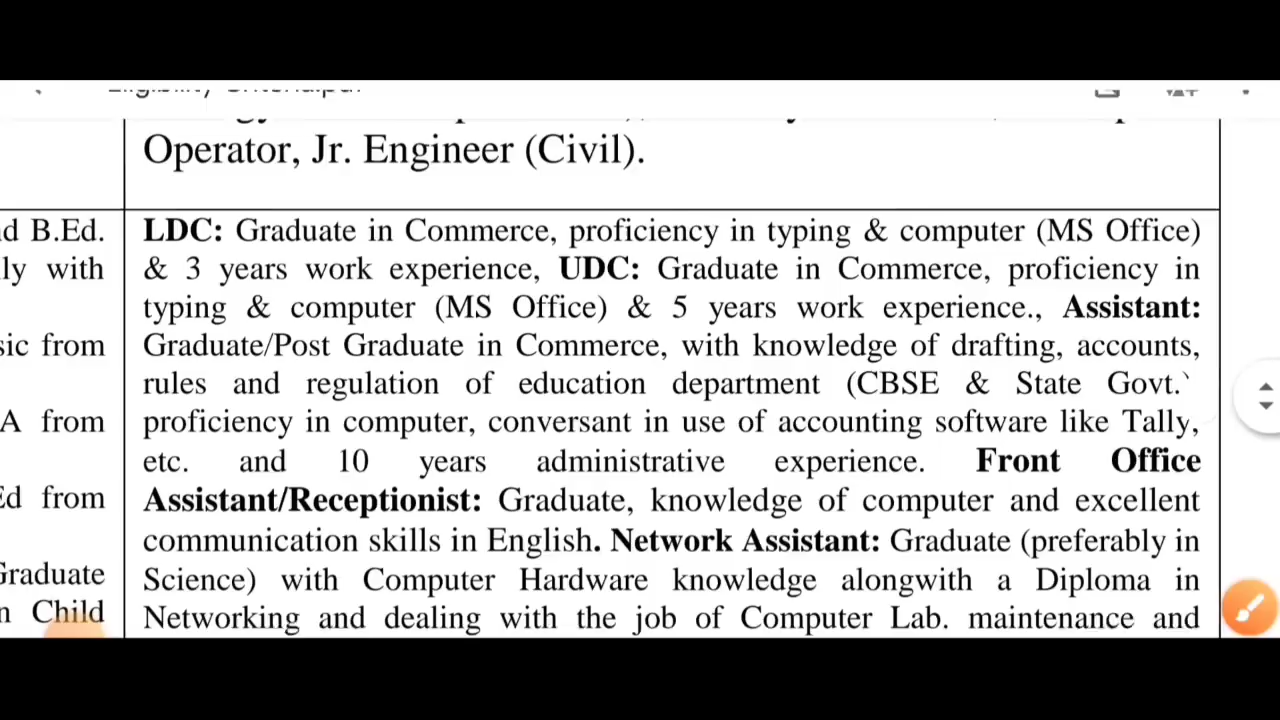 Operator, Jr. Engineer (Civil).
d B.Ed.
ly with
sic from
A from
Ed from
Graduate
n Child
LDC: Graduate in Commerce, proficiency in typing & computer (MS Office)
& 3 years work experience, UDC: Graduate in Commerce, proficiency in
typing & computer (MS Office) & 5 years work experience., Assistant:
Graduate/Post Graduate in Commerce, with knowledge of drafting, accounts,
rules and regulation of education department (CBSE & State Govt.
proficiency in computer, conversant in use of accounting software like Tally,
etc. and 10 years administrative experience. Front Office
Assistant/Receptionist: Graduate, knowledge of computer and excellent
communication skills in English. Network Assistant: Graduate (preferably in
Science) with Computer Hardware knowledge alongwith a Diploma in
Networking and dealing with the job of Computer Lab. maintenance and